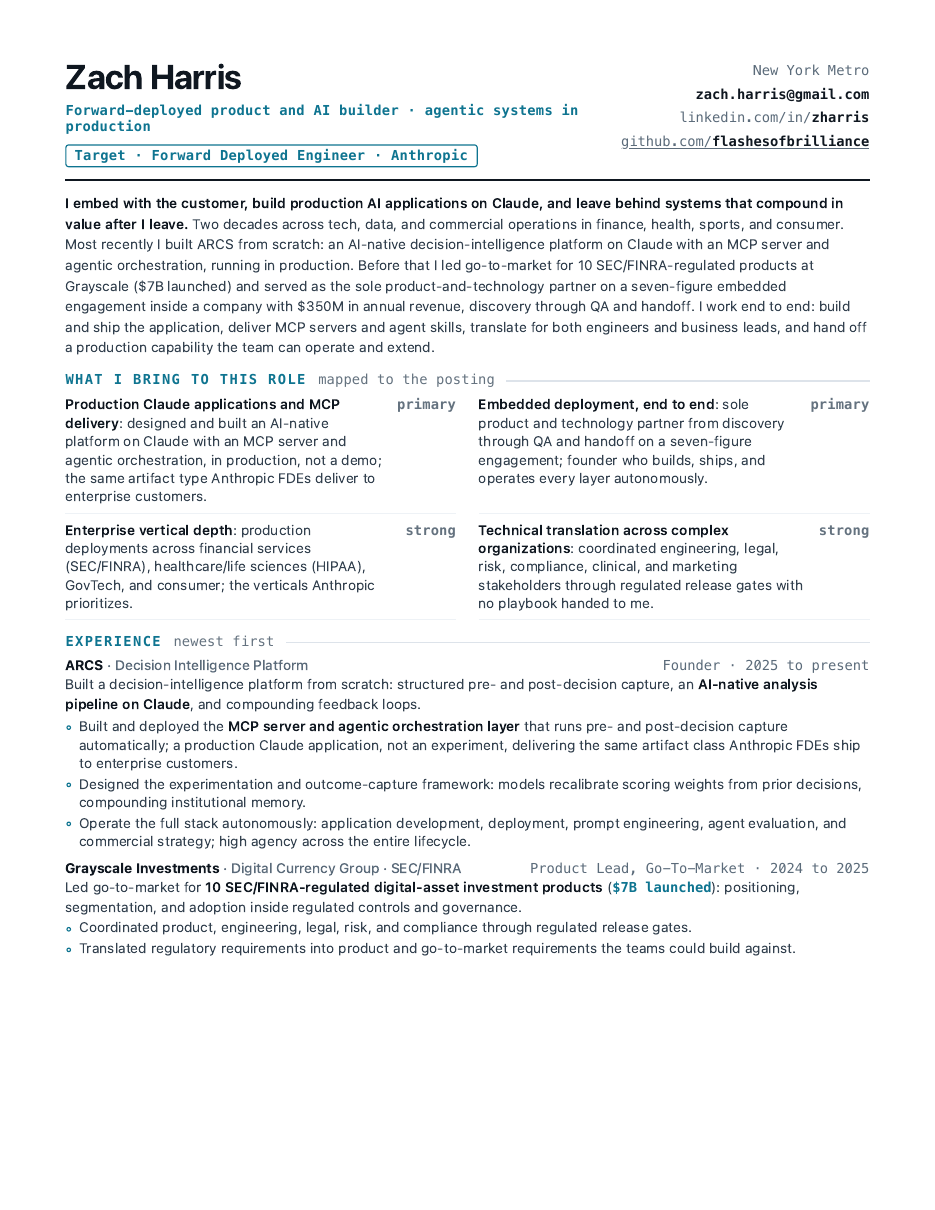 Zach Harris
Forward-deployed product and AI builder · agentic systems in
production
Target · Forward Deployed Engineer · Anthropic
New York Metro
zach.harris@gmail.com
linkedin.com/in/zharris
github.com/flashesofbrilliance
I embed with the customer, build production AI applications on Claude, and leave behind systems that compound in
value after I leave. Two decades across tech, data, and commercial operations in finance, health, sports, and consumer.
Most recently I built ARCS from scratch: an AI-native decision-intelligence platform on Claude with an MCP server and
agentic orchestration, running in production. Before that I led go-to-market for 10 SEC/FINRA-regulated products at
Grayscale ($7B launched) and served as the sole product-and-technology partner on a seven-figure embedded
engagement inside a company with $350M in annual revenue, discovery through QA and handoff. I work end to end: build
and ship the application, deliver MCP servers and agent skills, translate for both engineers and business leads, and hand off
a production capability the team can operate and extend.
WHAT I BRING TO THIS ROLE mapped to the posting
Production Claude applications and MCP primary
delivery: designed and built an AI-native
platform on Claude with an MCP server and
agentic orchestration, in production, not a demo;
the same artifact type Anthropic FDEs deliver to
enterprise customers.
Embedded deployment, end to end: sole primary
product and technology partner from discovery
through QA and handoff on a seven-figure
engagement; founder who builds, ships, and
operates every layer autonomously.
Enterprise vertical depth: production strong
deployments across financial services
(SEC/FINRA), healthcare/life sciences (HIPAA),
GovTech, and consumer; the verticals Anthropic
prioritizes.
Technical translation across complex strong
organizations: coordinated engineering, legal,
risk, compliance, clinical, and marketing
stakeholders through regulated release gates with
no playbook handed to me.
EXPERIENCE newest first
ARCS · Decision Intelligence Platform Founder · 2025 to present
Built a decision-intelligence platform from scratch: structured pre- and post-decision capture, an AI-native analysis
pipeline on Claude, and compounding feedback loops.
Built and deployed the MCP server and agentic orchestration layer that runs pre- and post-decision capture
automatically; a production Claude application, not an experiment, delivering the same artifact class Anthropic FDEs ship
to enterprise customers.
Designed the experimentation and outcome-capture framework: models recalibrate scoring weights from prior decisions,
compounding institutional memory.
Operate the full stack autonomously: application development, deployment, prompt engineering, agent evaluation, and
commercial strategy; high agency across the entire lifecycle.
Grayscale Investments · Digital Currency Group · SEC/FINRA Product Lead, Go-To-Market · 2024 to 2025
Led go-to-market for 10 SEC/FINRA-regulated digital-asset investment products ($7B launched): positioning,
segmentation, and adoption inside regulated controls and governance.
Coordinated product, engineering, legal, risk, and compliance through regulated release gates.
Translated regulatory requirements into product and go-to-market requirements the teams could build against.